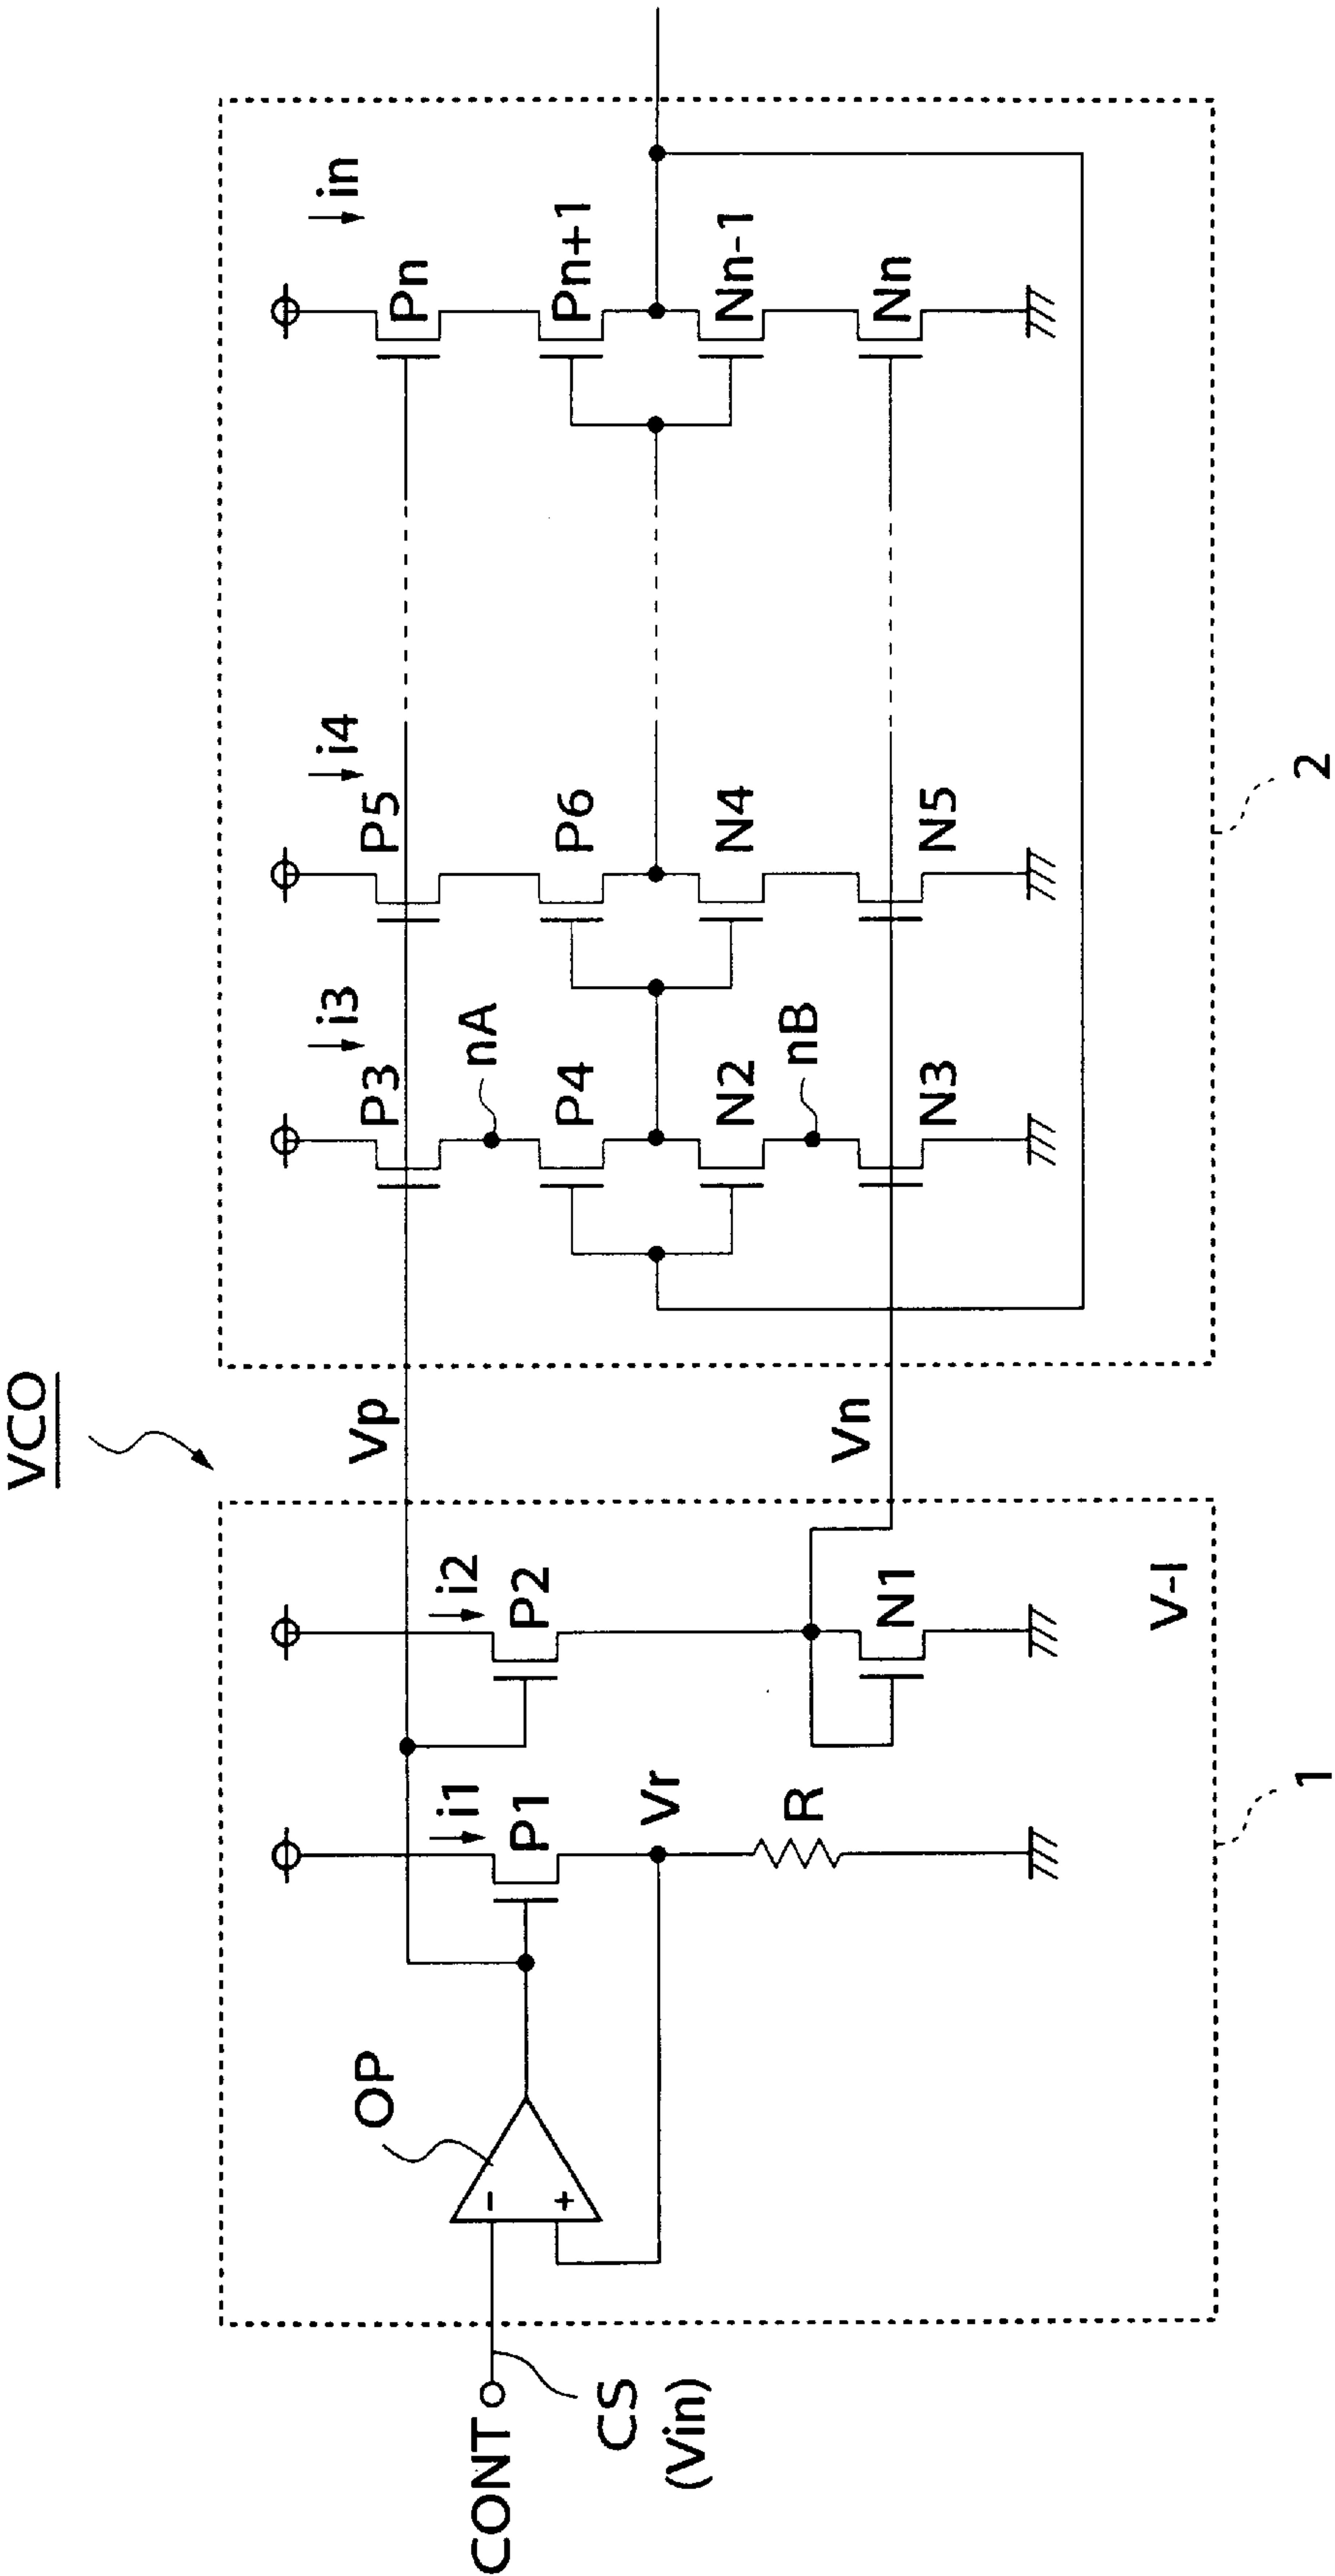 VCO
CONT
CS
(Vin)
OP
-
+
i1
P1
Vr
R
i2
P2
N1
V-I
1
Vp
Vn
P3
i3
nA
P4
N2
nB
N3
P5
i4
P6
N4
N5
in
Pn
Pn+1
Nn-1
Nn
2